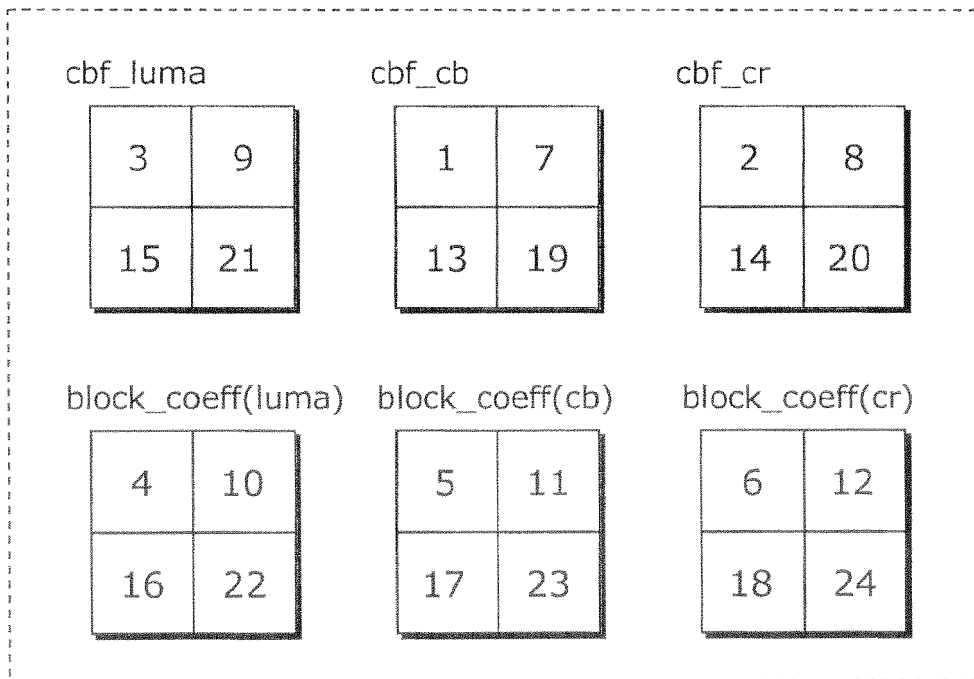 cbf_luma cbf_cb cbf_cr
3 9 1 7 2 8
15 21 13 19 14 20
block_coeff(luma) block_coeff(cb) block_coeff(cr)
4 10 5 11 6 12
16 22 17 23 18 24